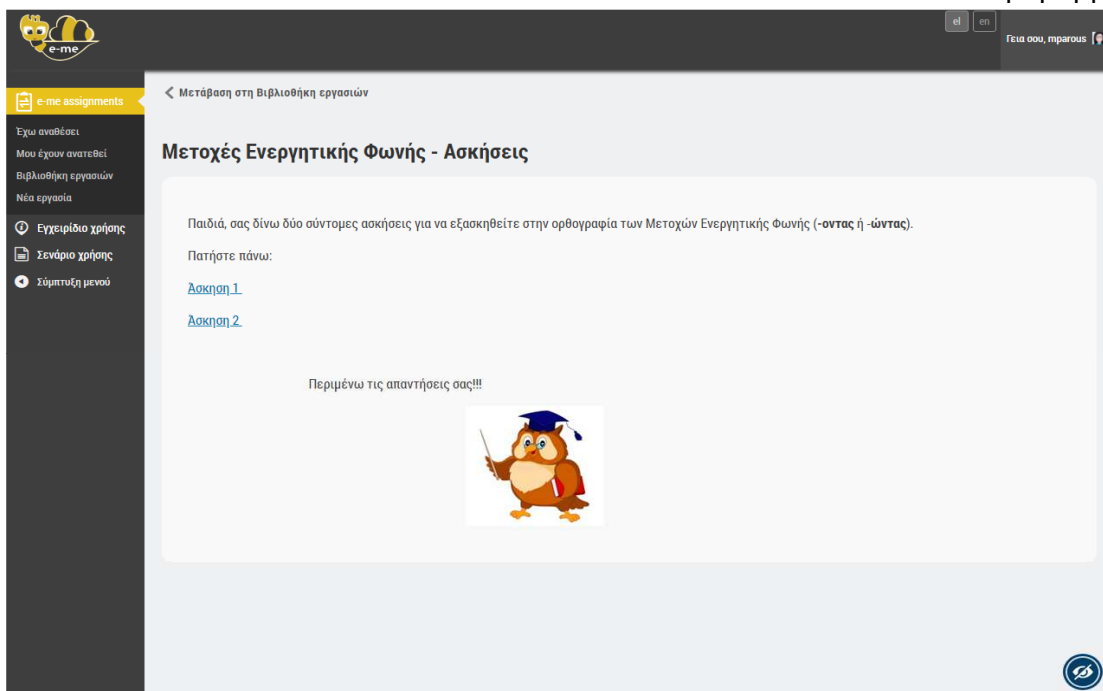 e-me
el en
Γεια σου, mparous
e-me assignments
Έχω αναθέσει
Μου έχουν ανατεθεί
Βιβλιοθήκη εργασιών
Νέα εργασία
Εγχειρίδιο χρήσης
Σενάριο χρήσης
Σύμπτυξη μενού
Μετάβαση στη Βιβλιοθήκη εργασιών
Μετοχές Ενεργητικής Φωνής - Ασκήσεις
Παιδιά, σας δίνω δύο σύντομες ασκήσεις για να εξασκηθείτε στην ορθογραφία των Μετοχών Ενεργητικής Φωνής (-οντας ή -ώντας).
Πατήστε πάνω:
Άσκηση 1
Άσκηση 2
Περιμένω τις απαντήσεις σας!!!